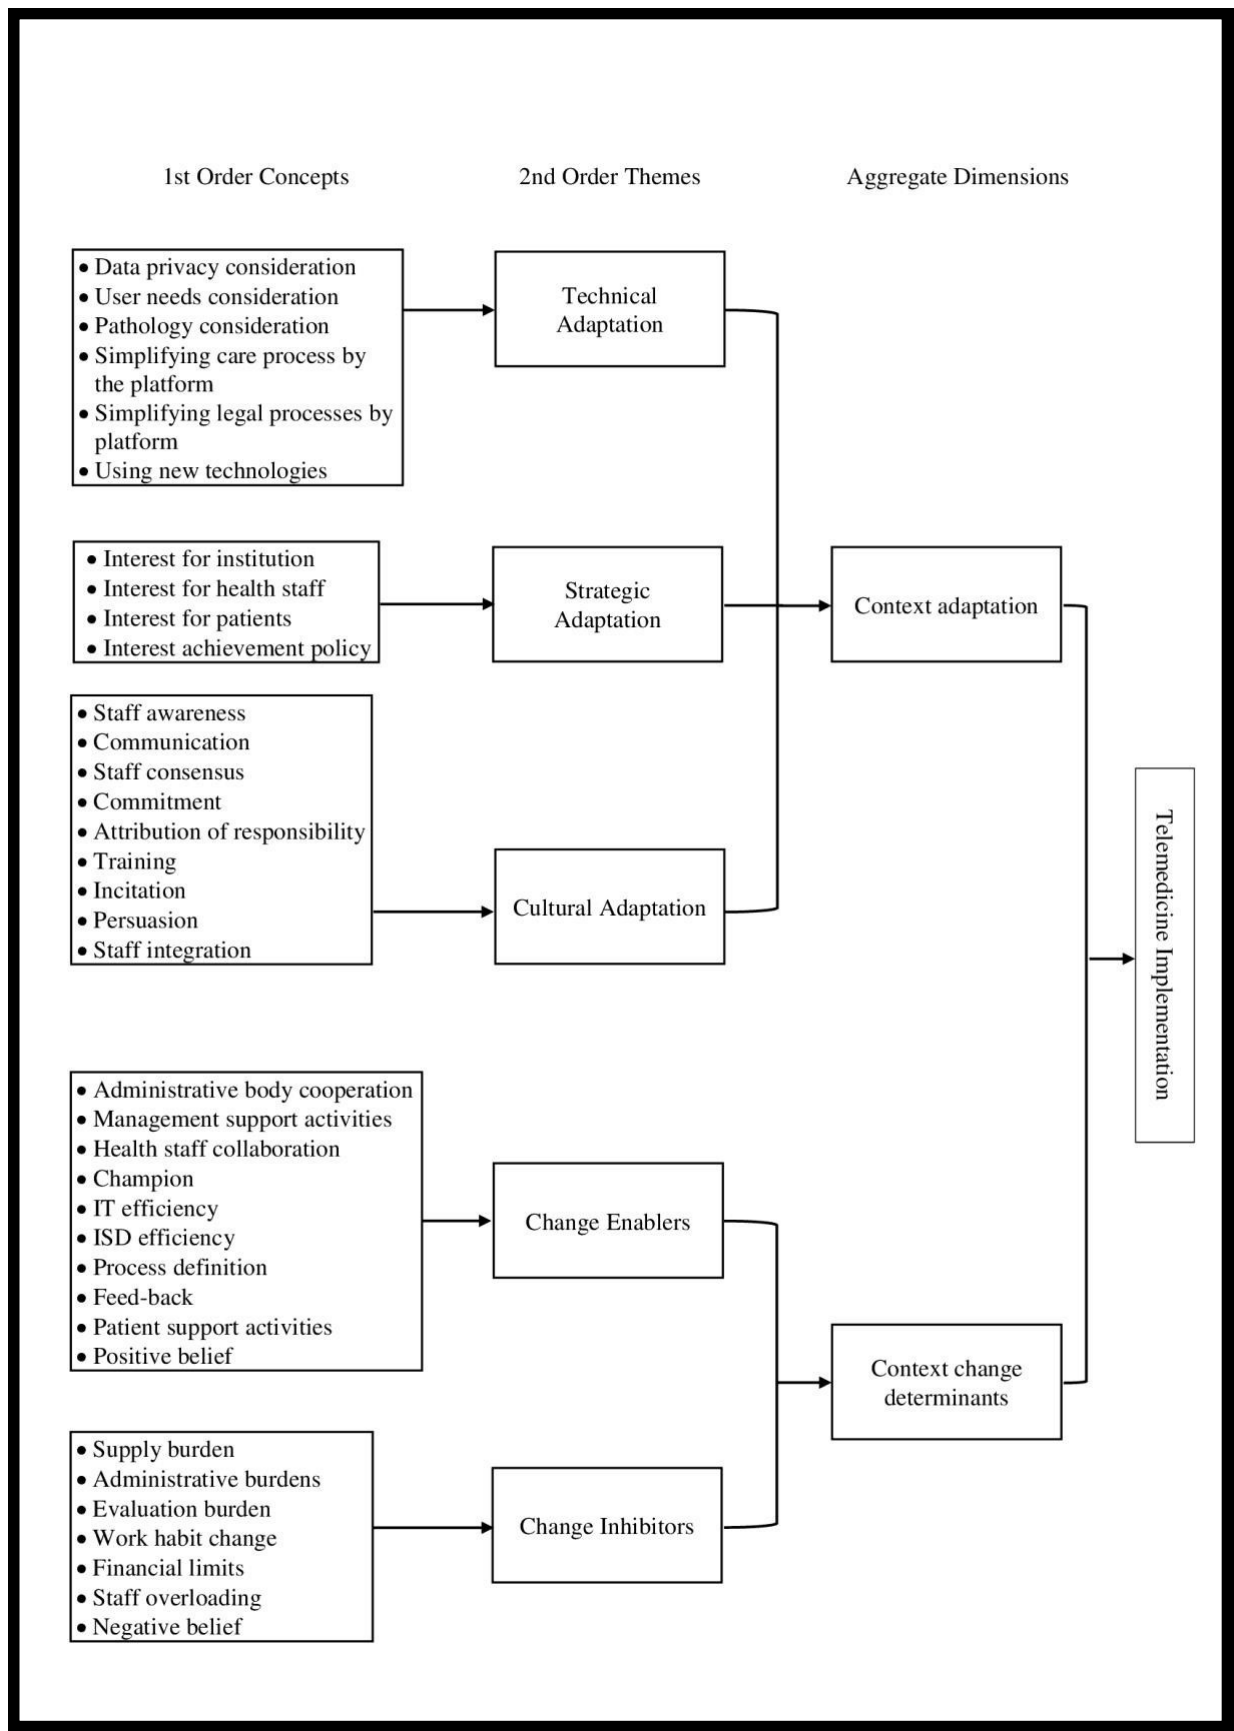 1st Order Concepts
2nd Order Themes
Aggregate Dimensions
• Data privacy consideration
• User needs consideration
• Pathology consideration
• Simplifying care process by
the platform
• Simplifying legal processes by
platform
• Using new technologies
Technical
Adaptation
• Interest for institution
• Interest for health staff
• Interest for patients
• Interest achievement policy
Strategic
Adaptation
Context adaptation
• Staff awareness
• Communication
• Staff consensus
• Commitment
• Attribution of responsibility
• Training
• Incitation
• Persuasion
• Staff integration
Cultural Adaptation
Telemedicine Implementation
• Administrative body cooperation
• Management support activities
• Health staff collaboration
• Champion
• IT efficiency
• ISD efficiency
• Process definition
• Feed-back
• Patient support activities
• Positive belief
Change Enablers
Context change
determinants
• Supply burden
• Administrative burdens
• Evaluation burden
• Work habit change
• Financial limits
• Staff overloading
• Negative belief
Change Inhibitors